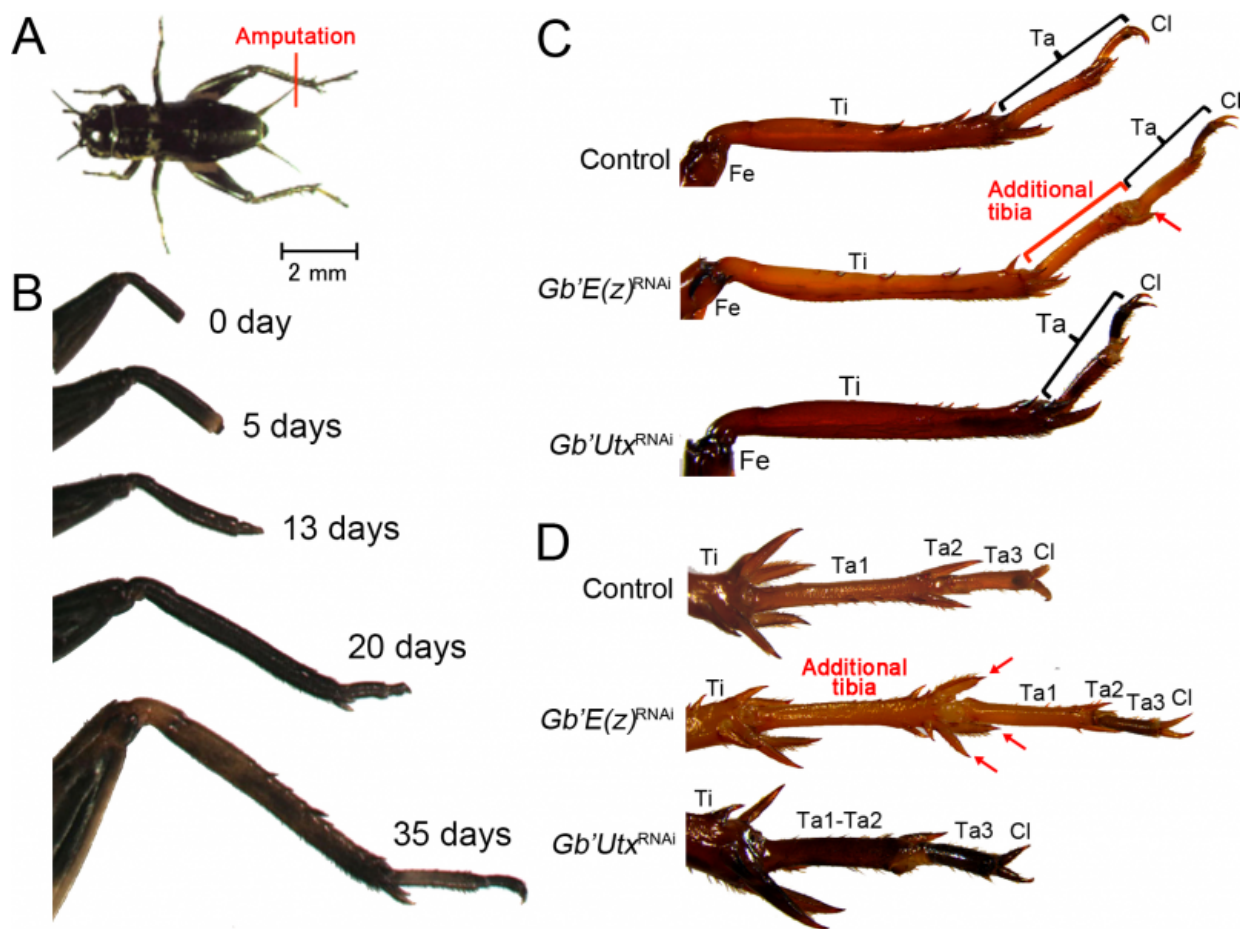 A
Amputation
2 mm
B
0 day
5 days
13 days
20 days
35 days
C
Ta
Cl
Ti
Control
Fe
Cl
Ta
Additional
tibia
Ti
Gb'E(z)RNAi
Fe
Cl
Ta
Ti
Gb'UtxRNAi
Fe
D
Ti
Ta1
Ta2
Ta3
Cl
Control
Additional
tibia
Ti
Ta1
Ta2
Ta3
Cl
Gb'E(z)RNAi
Ti
Ta1-Ta2
Ta3
Cl
Gb'UtxRNAi